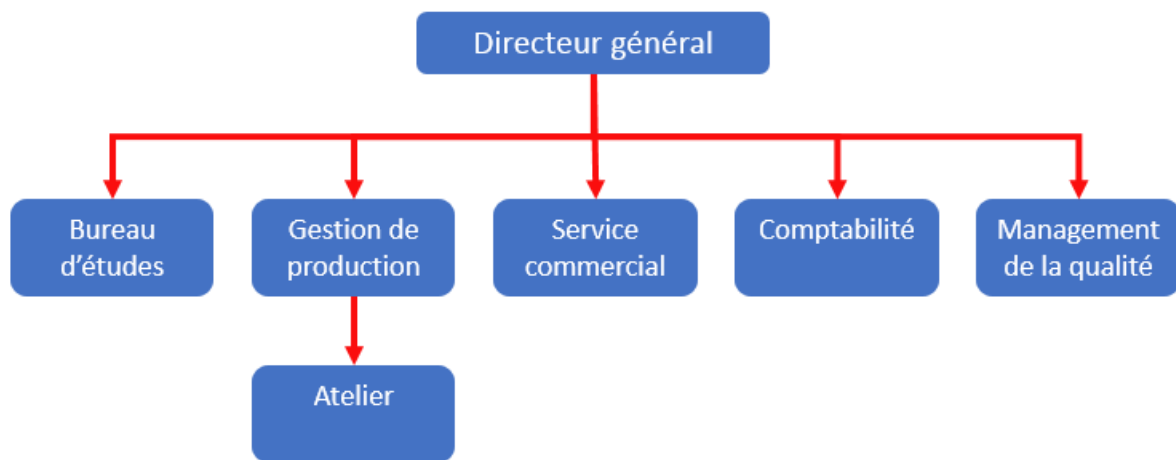 Directeur général
Bureau
d’études
Gestion de
production
Service
commercial
Comptabilité
Management
de la qualité
Atelier